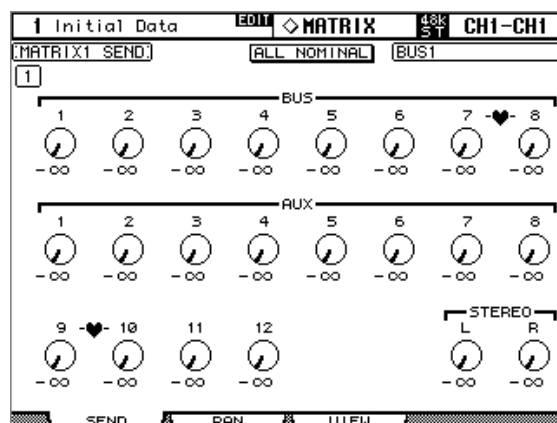 1 Initial Data EDIT ◇MATRIX 48k ST CH1-CH1
MATRIX1 SEND ALL NOMINAL BUS1
1
BUS
1 2 3 4 5 6 7 -♥- 8
-∞ -∞ -∞ -∞ -∞ -∞ -∞ -∞
AUX
1 2 3 4 5 6 7 8
-∞ -∞ -∞ -∞ -∞ -∞ -∞ -∞
STEREO
9 -♥- 10 11 12 L R
-∞ -∞ -∞ -∞ -∞ -∞
SEND PAN VIEW